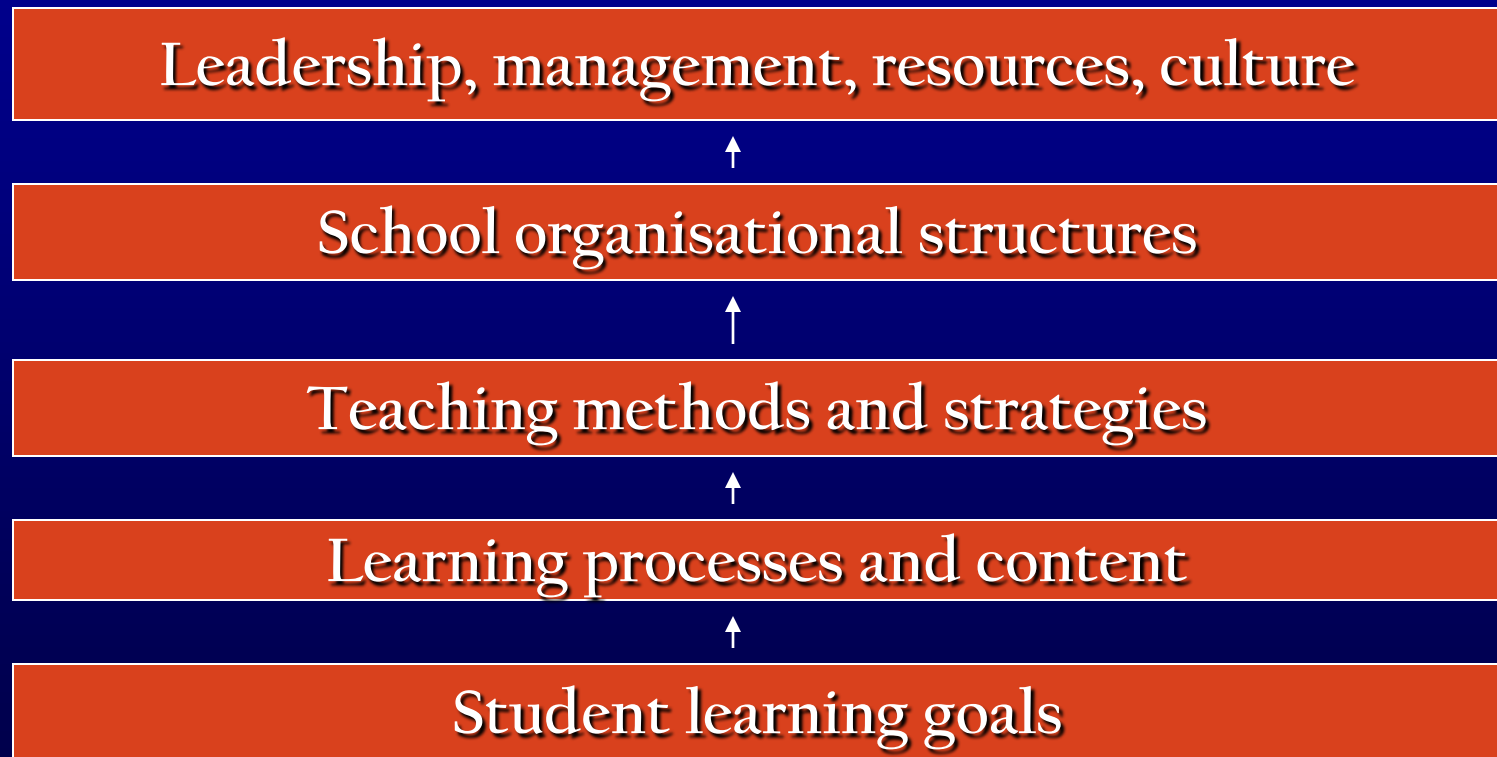 Leadership, management, resources, culture
School organisational structures
Teaching methods and strategies
Learning processes and content
Student learning goals